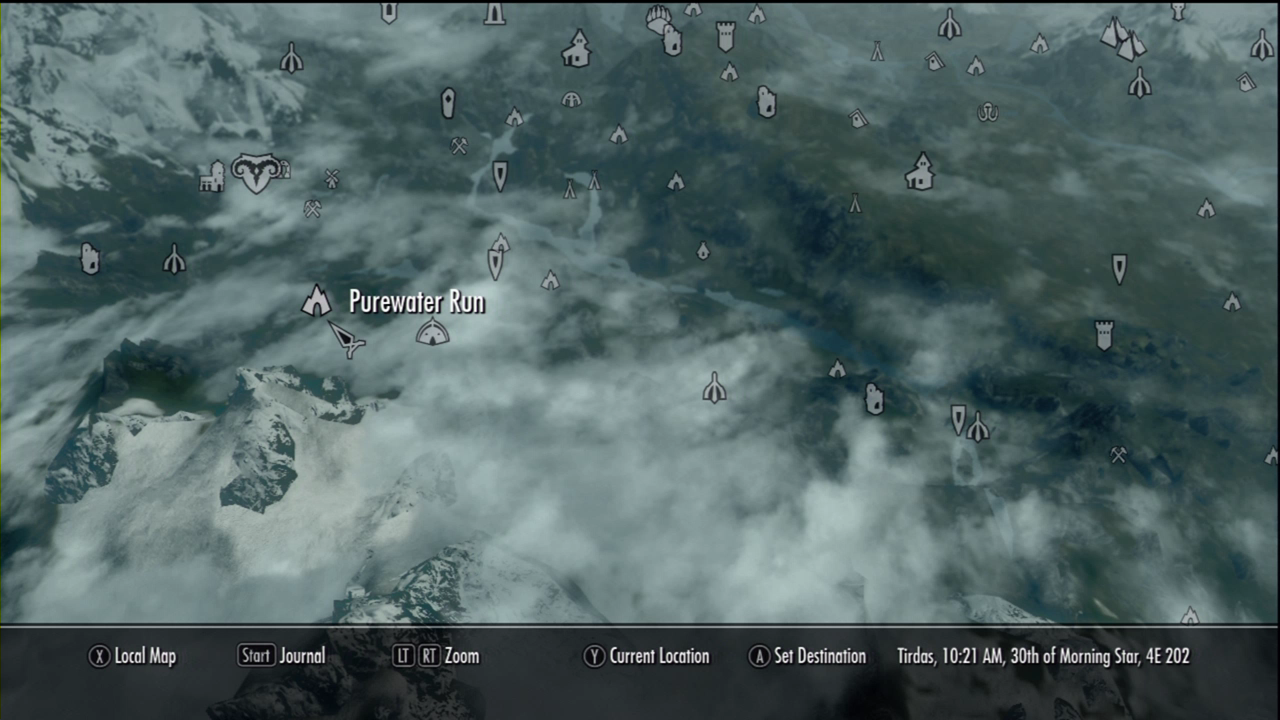 Purewater Run
X Local Map
Start Journal
LT RT Zoom
Y Current Location
A Set Destination
Tirdas, 10:21 AM, 30th of Morning Star, 4E 202